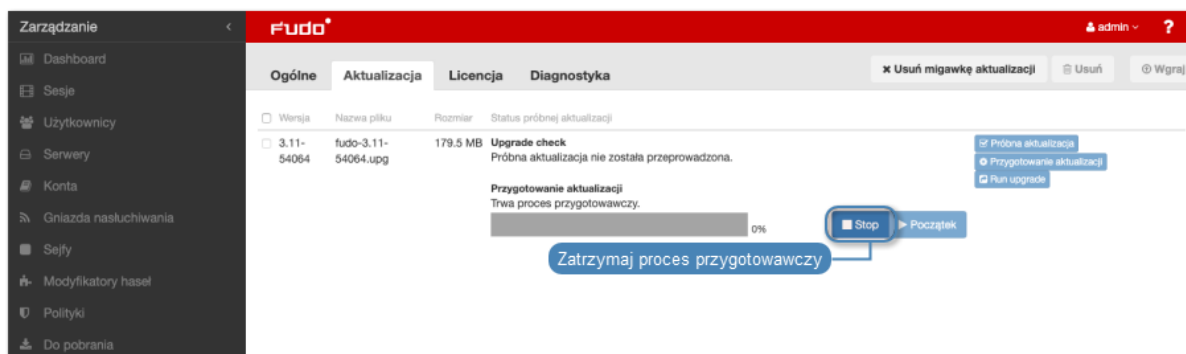 Zarządzanie
Fudo
admin
?
Dashboard
Sesje
Użytkownicy
Serwery
Konta
Gniazda nasłuchiwania
Sejfy
Modyfikatory haseł
Polityki
Do pobrania
Ogólne Aktualizacja Licencja Diagnostyka
Usuń migawkę aktualizacji Usuń Wgraj
Wersja Nazwa pliku Rozmiar Status próbnej aktualizacji
3.11-
54064
fudo-3.11-
54064.upg
179.5 MB
Upgrade check
Próbna aktualizacja nie została przeprowadzona.
Przygotowanie aktualizacji
Trwa proces przygotowawczy.
0%
Próbna aktualizacja
Przygotowanie aktualizacji
Run upgrade
Stop Początek
Zatrzymaj proces przygotowawczy